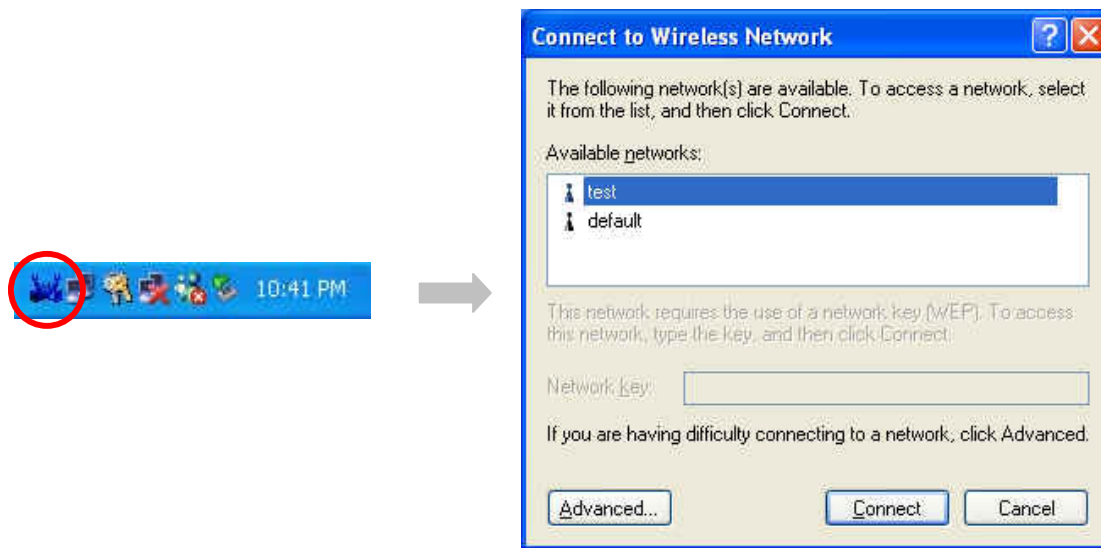 10:41 PM
Connect to Wireless Network
The following network(s) are available. To access a network, select
it from the list, and then click Connect.
Available networks:
test
default
This network requires the use of a network key (WEP). To access
this network, type the key, and then click Connect.
Network key:
If you are having difficulty connecting to a network, click Advanced.
Advanced... Connect Cancel